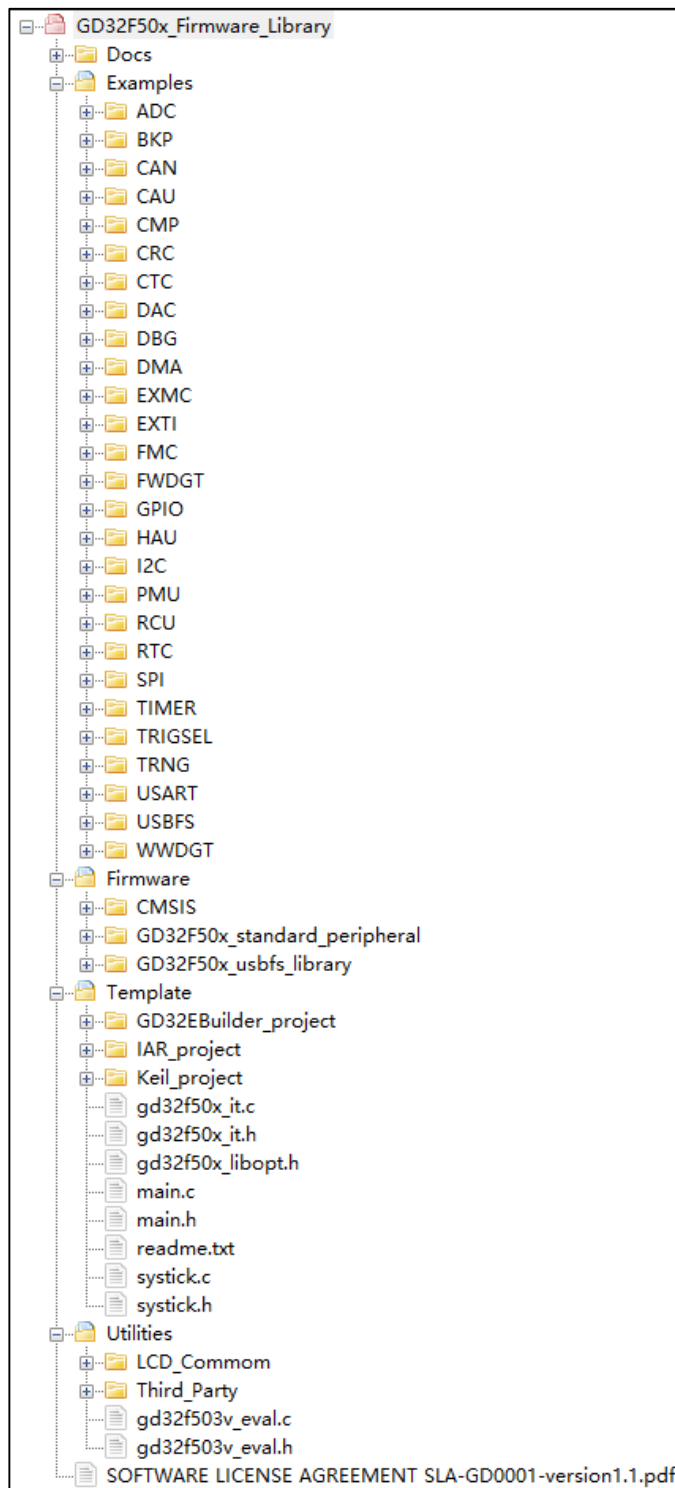 GD32F50x_Firmware_Library
Docs
Examples
ADC
BKP
CAN
CAU
CMP
CRC
CTC
DAC
DBG
DMA
EXMC
EXTI
FMC
FWDGT
GPIO
HAU
I2C
PMU
RCU
RTC
SPI
TIMER
TRIGSEL
TRNG
USART
USBFS
WWDGT
Firmware
CMSIS
GD32F50x_standard_peripheral
GD32F50x_usbfs_library
Template
GD32EBuilder_project
IAR_project
Keil_project
gd32f50x_it.c
gd32f50x_it.h
gd32f50x_libopt.h
main.c
main.h
readme.txt
systick.c
systick.h
Utilities
LCD_Commom
Third_Party
gd32f503v_eval.c
gd32f503v_eval.h
SOFTWARE LICENSE AGREEMENT SLA-GD0001-version1.1.pdf